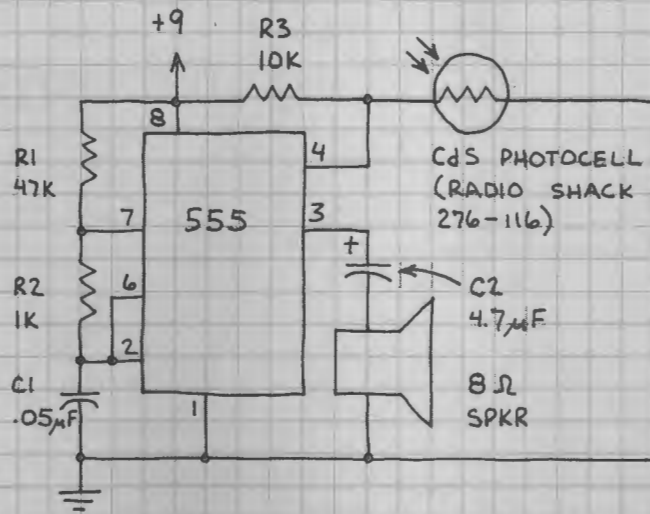 +9
R3
10K
8
4
R1
47K
CdS PHOTOCELL
(RADIO SHACK
276-116)
7
555
3
+
R2
1K
6
C2
4.7µF
2
C1
.05µF
1
8Ω
SPKR